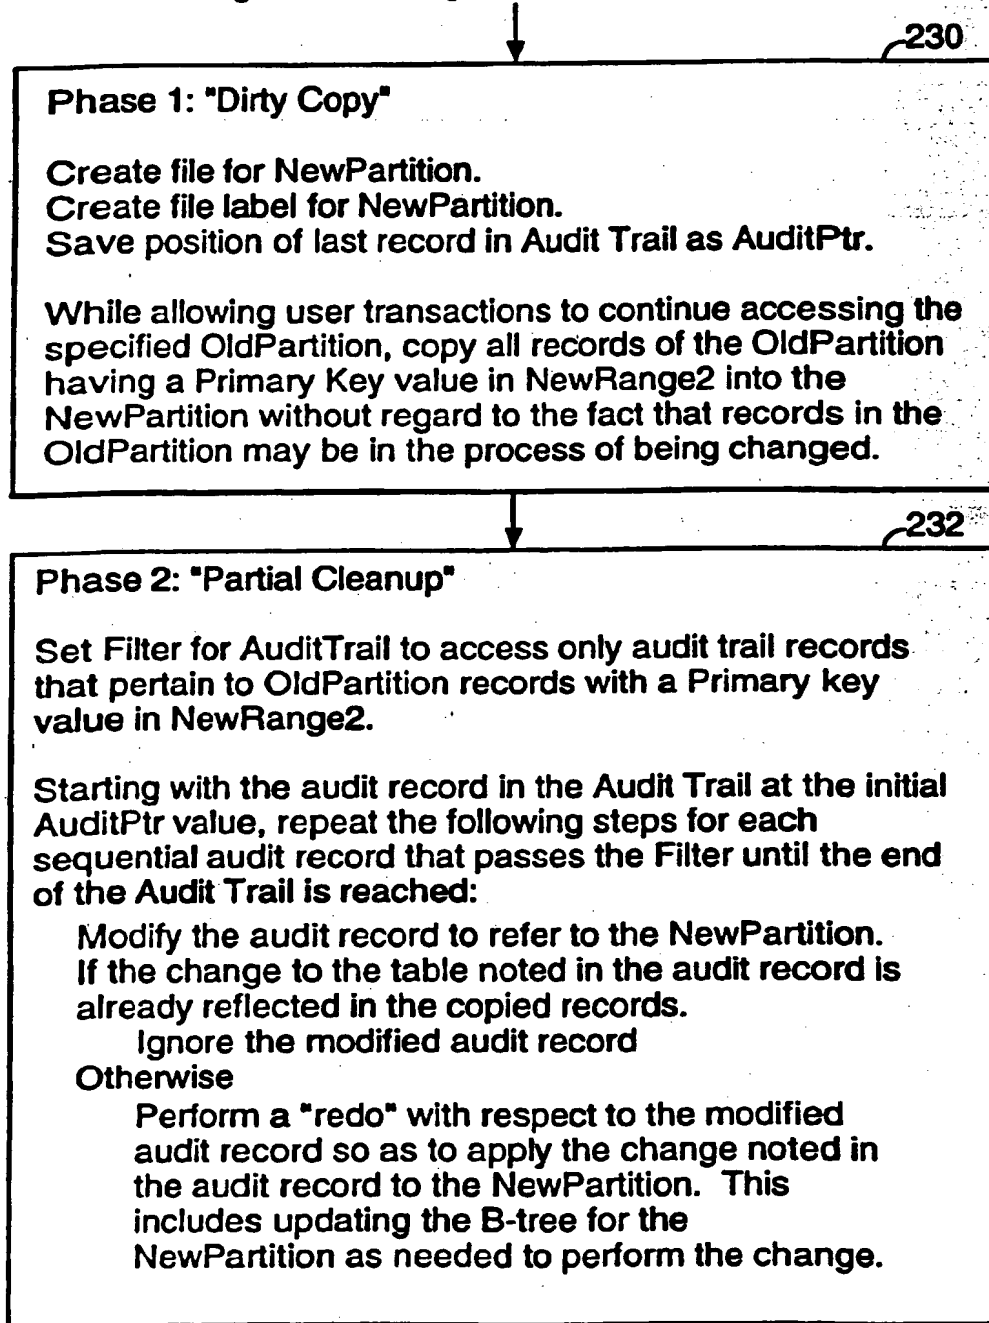 230
Phase 1: "Dirty Copy"
Create file for NewPartition.
Create file label for NewPartition.
Save position of last record in Audit Trail as AuditPtr.
While allowing user transactions to continue accessing the
specified OldPartition, copy all records of the OldPartition
having a Primary Key value in NewRange2 into the
NewPartition without regard to the fact that records in the
OldPartition may be in the process of being changed.
232
Phase 2: "Partial Cleanup"
Set Filter for AuditTrail to access only audit trail records
that pertain to OldPartition records with a Primary key
value in NewRange2.
Starting with the audit record in the Audit Trail at the initial
AuditPtr value, repeat the following steps for each
sequential audit record that passes the Filter until the end
of the Audit Trail is reached:
Modify the audit record to refer to the NewPartition.
If the change to the table noted in the audit record is
already reflected in the copied records.
Ignore the modified audit record
Otherwise
Perform a "redo" with respect to the modified
audit record so as to apply the change noted in
the audit record to the NewPartition. This
includes updating the B-tree for the
NewPartition as needed to perform the change.